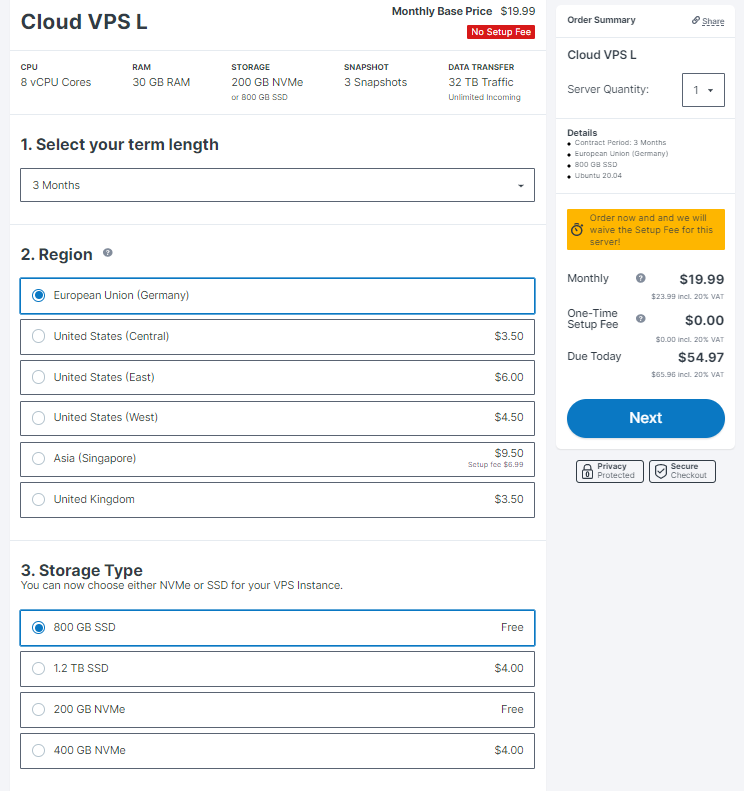 Cloud VPS L
Monthly Base Price $19.99
No Setup Fee
CPU
8 vCPU Cores
RAM
30 GB RAM
STORAGE
200 GB NVMe
or 800 GB SSD
SNAPSHOT
3 Snapshots
DATA TRANSFER
32 TB Traffic
Unlimited Incoming
1. Select your term length
3 Months
2. Region ?
European Union (Germany)
United States (Central) $3.50
United States (East) $6.00
United States (West) $4.50
Asia (Singapore) $9.50
Setup fee $6.99
United Kingdom $3.50
3. Storage Type
You can now choose either NVMe or SSD for your VPS Instance.
800 GB SSD Free
1.2 TB SSD $4.00
200 GB NVMe Free
400 GB NVMe $4.00
Order Summary Share
Cloud VPS L
Server Quantity: 1
Details
Contract Period: 3 Months
European Union (Germany)
800 GB SSD
Ubuntu 20.04
Order now and and we will
waive the Setup Fee for this
server!
Monthly ? $19.99
$23.99 incl. 20% VAT
One-Time
Setup Fee ? $0.00
$0.00 incl. 20% VAT
Due Today $54.97
$65.96 incl. 20% VAT
Next
Privacy
Protected
Secure
Checkout